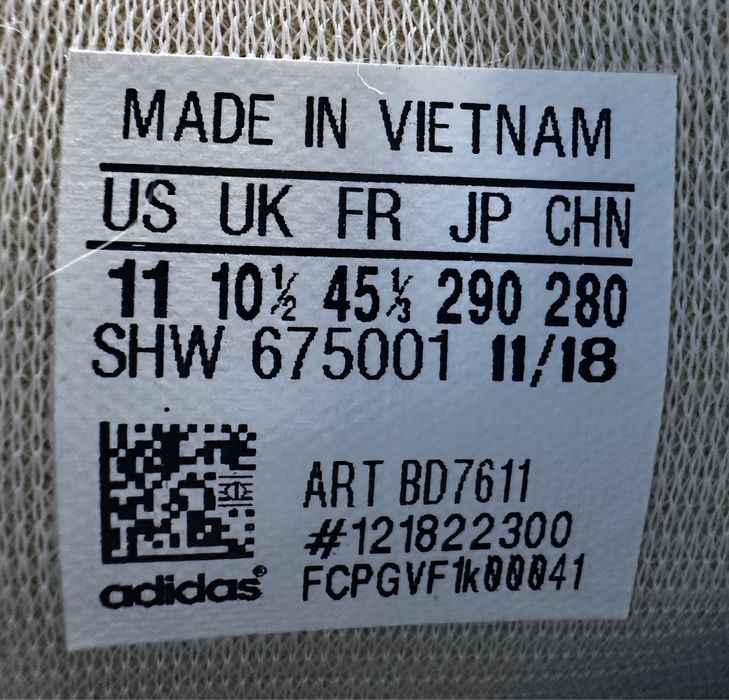 MADE IN VIETNAM
US UK FR JP CHN
11 10½ 45⅓ 290 280
SHW 675001 11/18
ART BD7611
#121822300
FCPGVF1k00041
adidas®